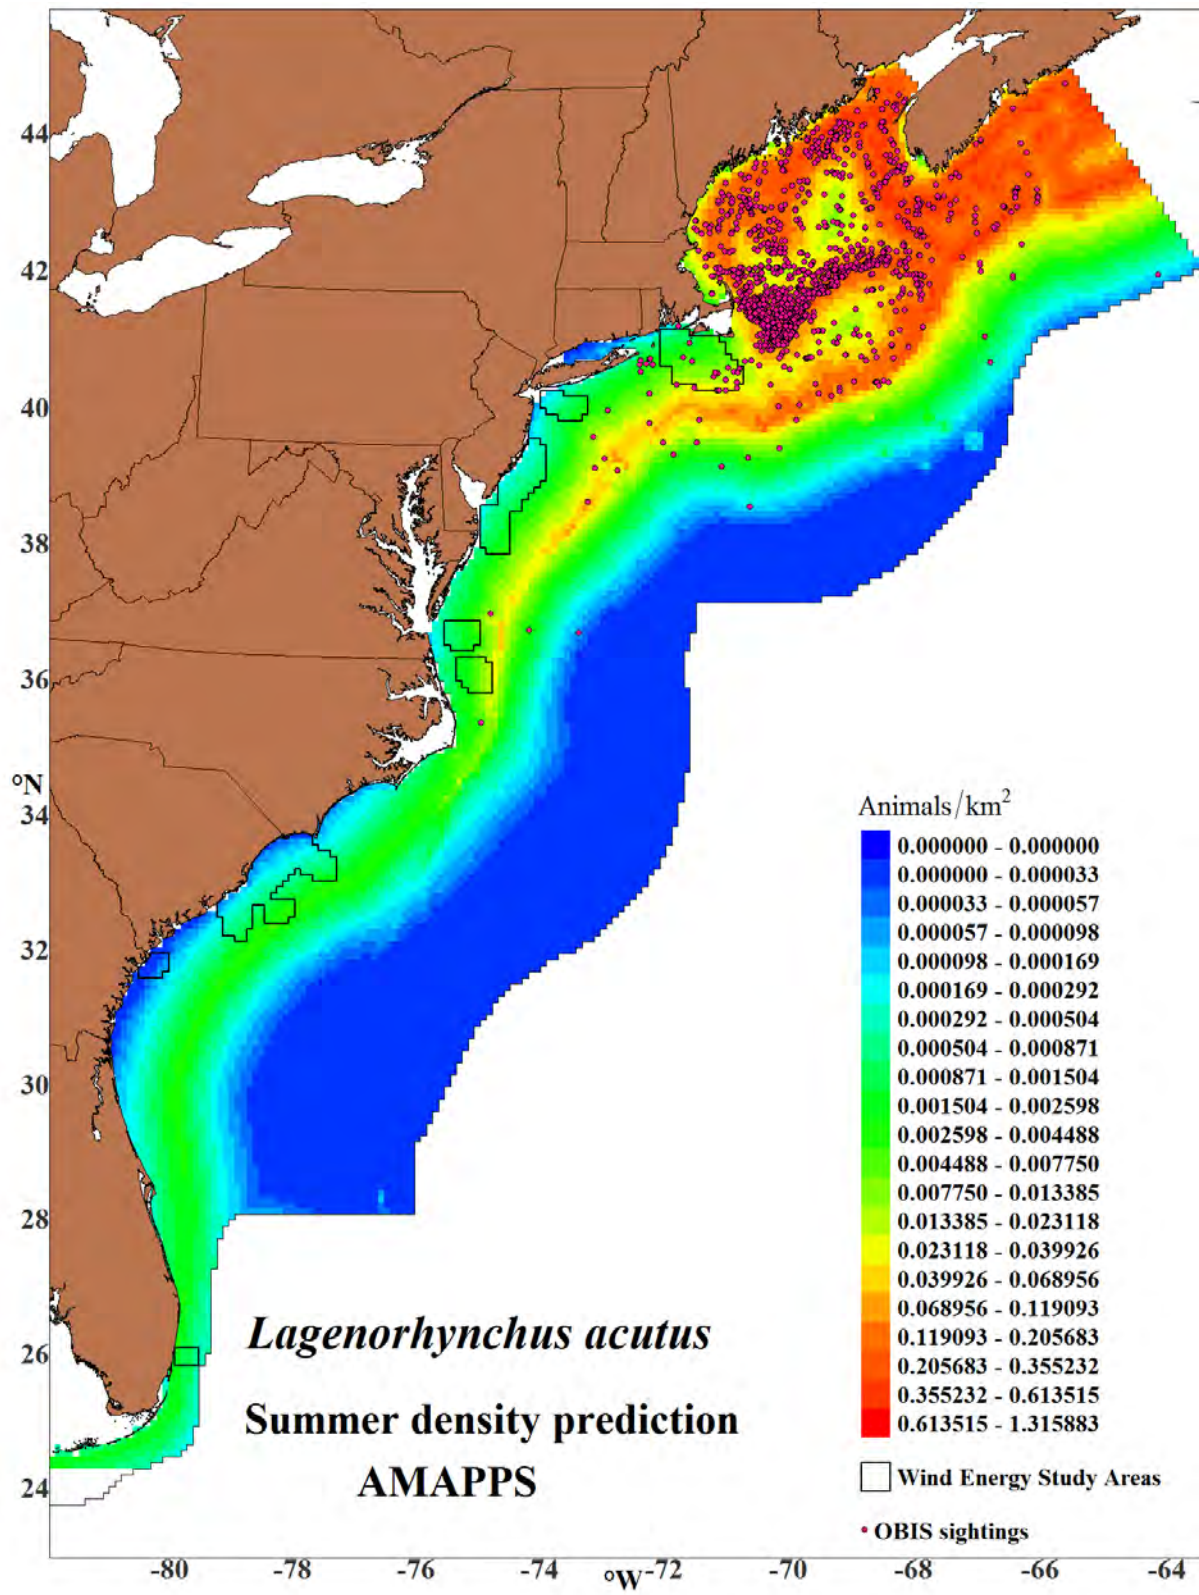 44
42
40
38
36
°N
34
32
30
28
26
24
Animals/km²
0.000000 - 0.000000
0.000000 - 0.000033
0.000033 - 0.000057
0.000057 - 0.000098
0.000098 - 0.000169
0.000169 - 0.000292
0.000292 - 0.000504
0.000504 - 0.000871
0.000871 - 0.001504
0.001504 - 0.002598
0.002598 - 0.004488
0.004488 - 0.007750
0.007750 - 0.013385
0.013385 - 0.023118
0.023118 - 0.039926
0.039926 - 0.068956
0.068956 - 0.119093
0.119093 - 0.205683
0.205683 - 0.355232
0.355232 - 0.613515
0.613515 - 1.315883
Wind Energy Study Areas
OBIS sightings
Lagenorhynchus acutus
Summer density prediction
AMAPPS
-80 -78 -76 -74 °W -72 -70 -68 -66 -64